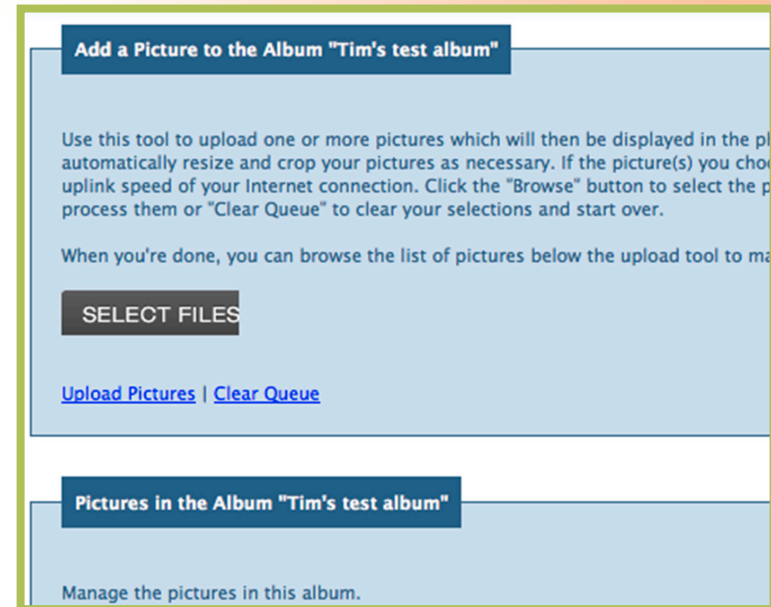 Add a Picture to the Album "Tim's test album"
Use this tool to upload one or more pictures which will then be displayed in the
automatically resize and crop your pictures as necessary. If the picture(s) you
uplink speed of your Internet connection. Click the "Browse" button to select the
process them or "Clear Queue" to clear your selections and start over.
When you're done, you can browse the list of pictures below the upload tool to
SELECT FILES
Upload Pictures | Clear Queue
Pictures in the Album "Tim's test album"
Manage the pictures in this album.